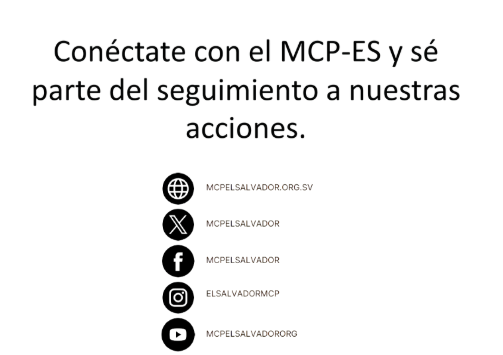 Conéctate con el MCP-ES y sé
parte del seguimiento a nuestras
acciones.
MCPELSALVADOR.ORG.SV
MCPELSALVADOR
MCPELSALVADOR
ELSALVADORMCP
MCPELSALVADORORG